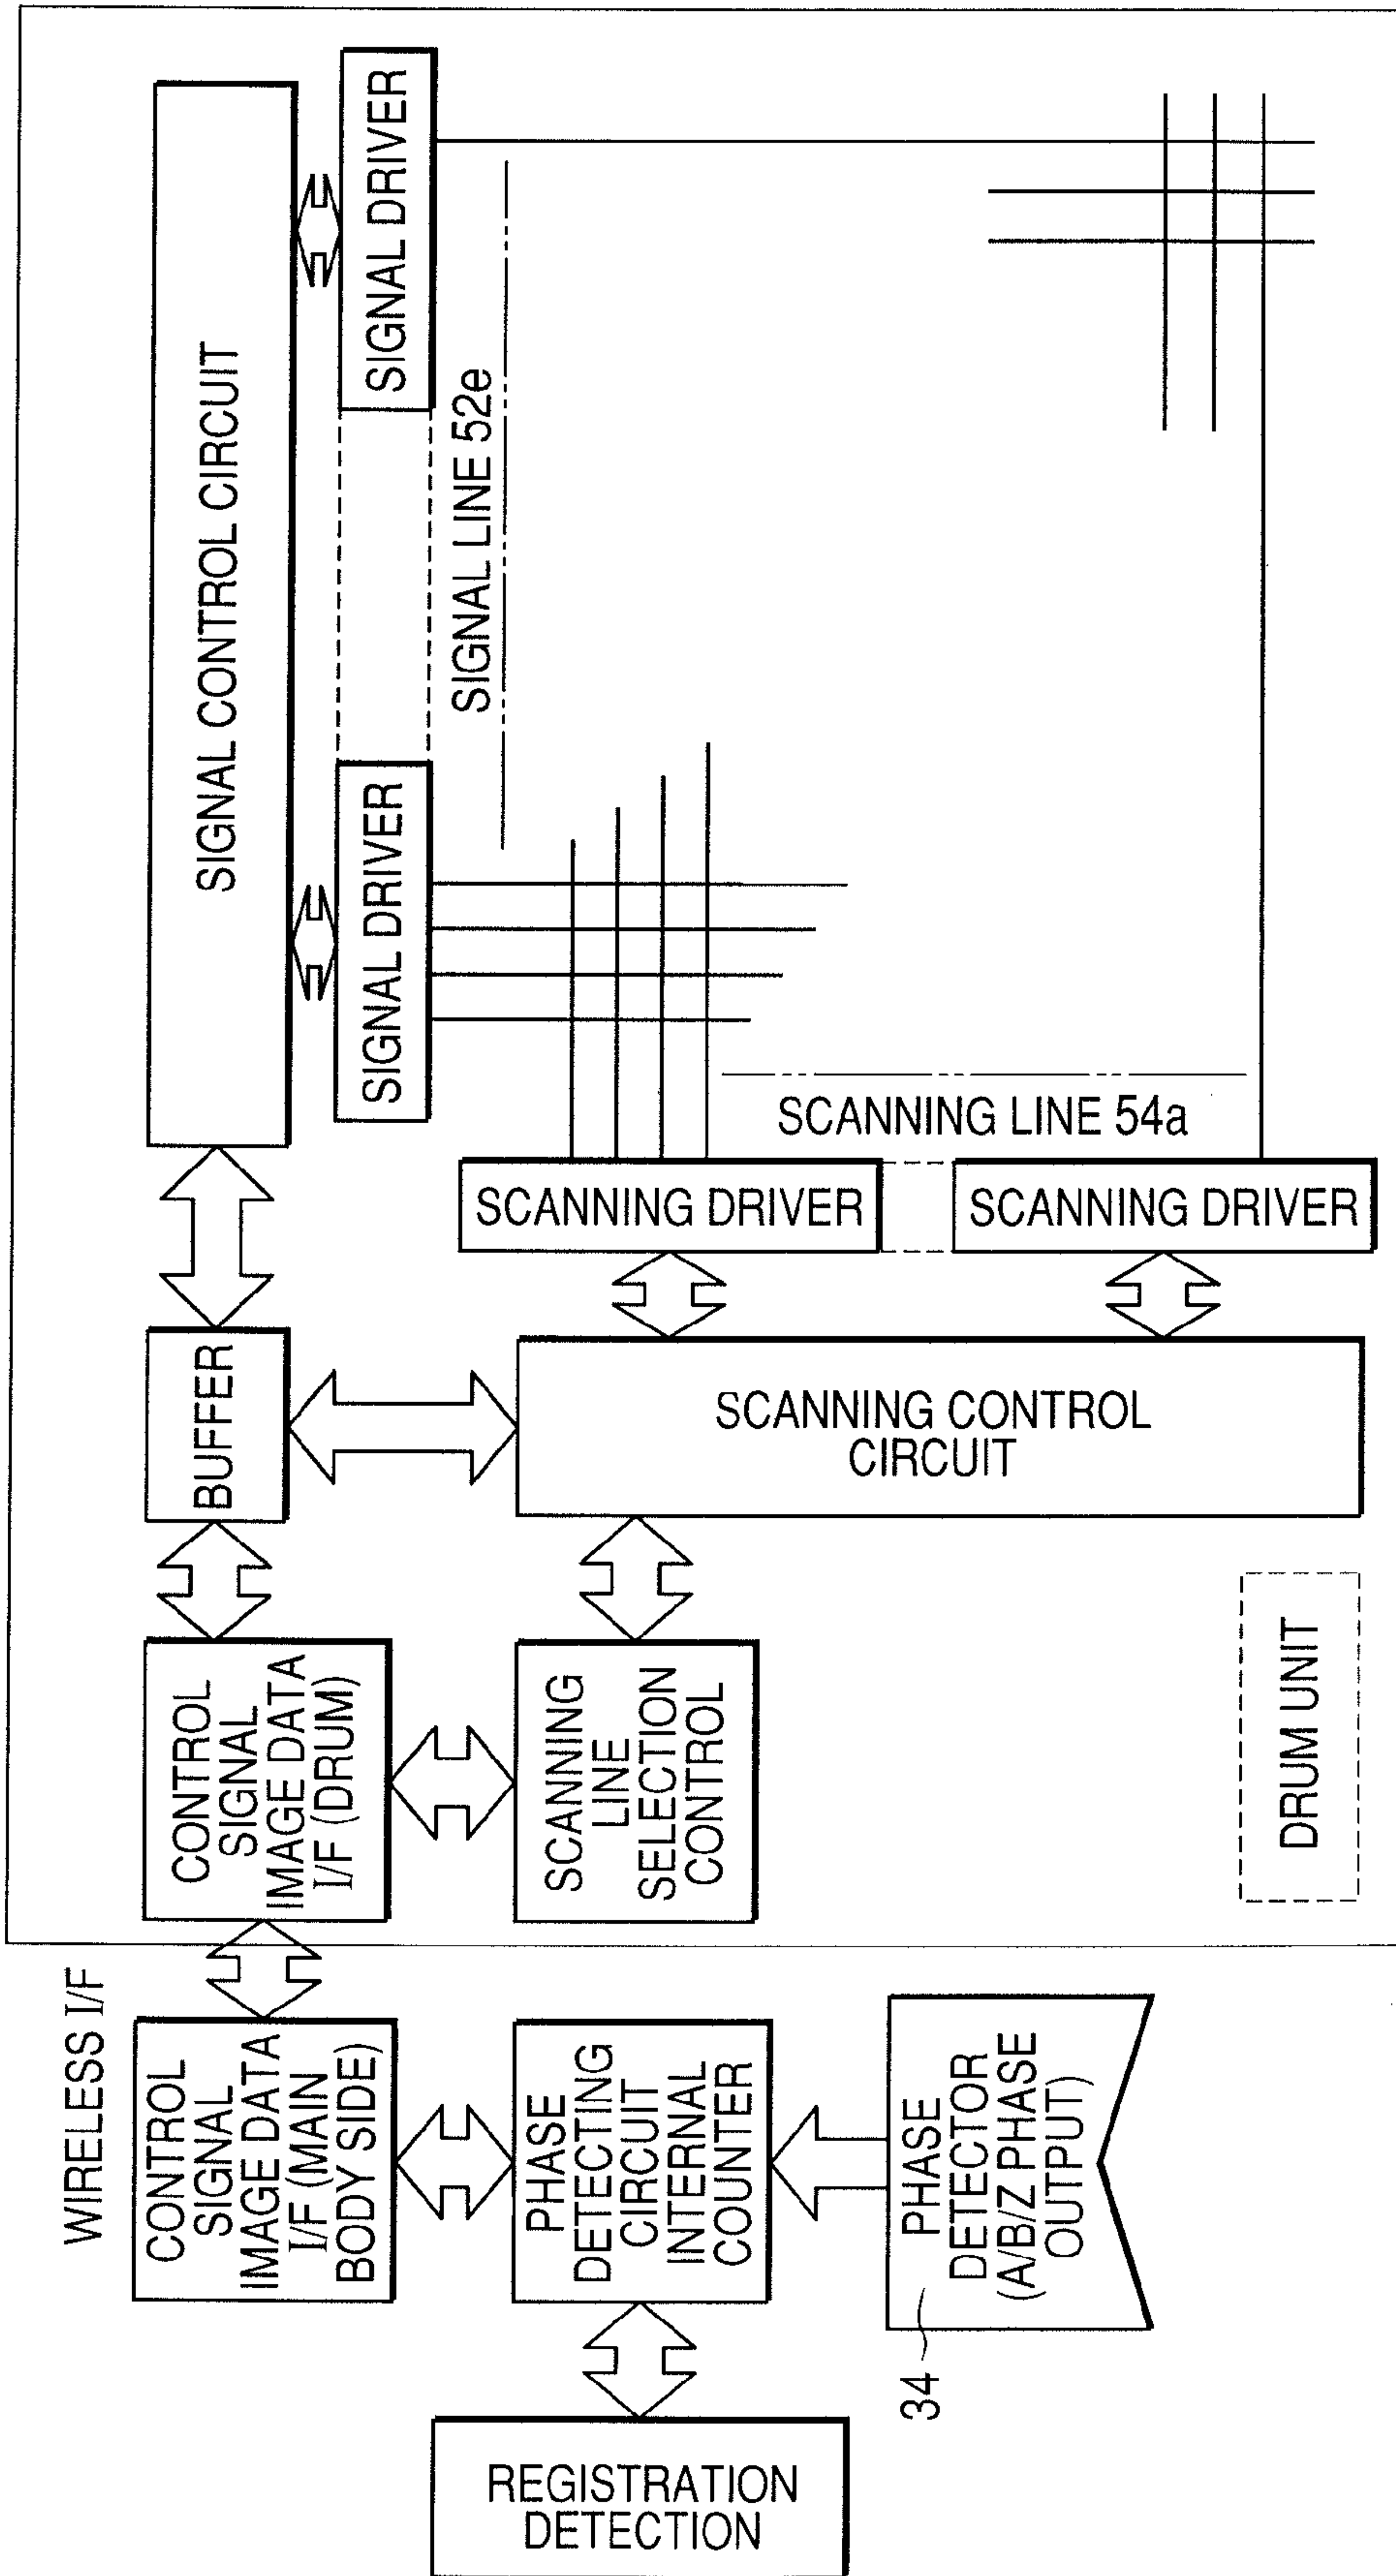 WIRELESS I/F
CONTROL
SIGNAL
IMAGE DATA
I/F (MAIN
BODY SIDE)
CONTROL
SIGNAL
IMAGE DATA
I/F (DRUM)
BUFFER
SIGNAL CONTROL CIRCUIT
SIGNAL DRIVER
SIGNAL DRIVER
SIGNAL LINE 52e
REGISTRATION
DETECTION
PHASE
DETECTING
CIRCUIT
INTERNAL
COUNTER
SCANNING
LINE
SELECTION
CONTROL
SCANNING CONTROL
CIRCUIT
SCANNING DRIVER
SCANNING DRIVER
SCANNING LINE 54a
34
PHASE
DETECTOR
(A/B/Z PHASE
OUTPUT)
DRUM UNIT